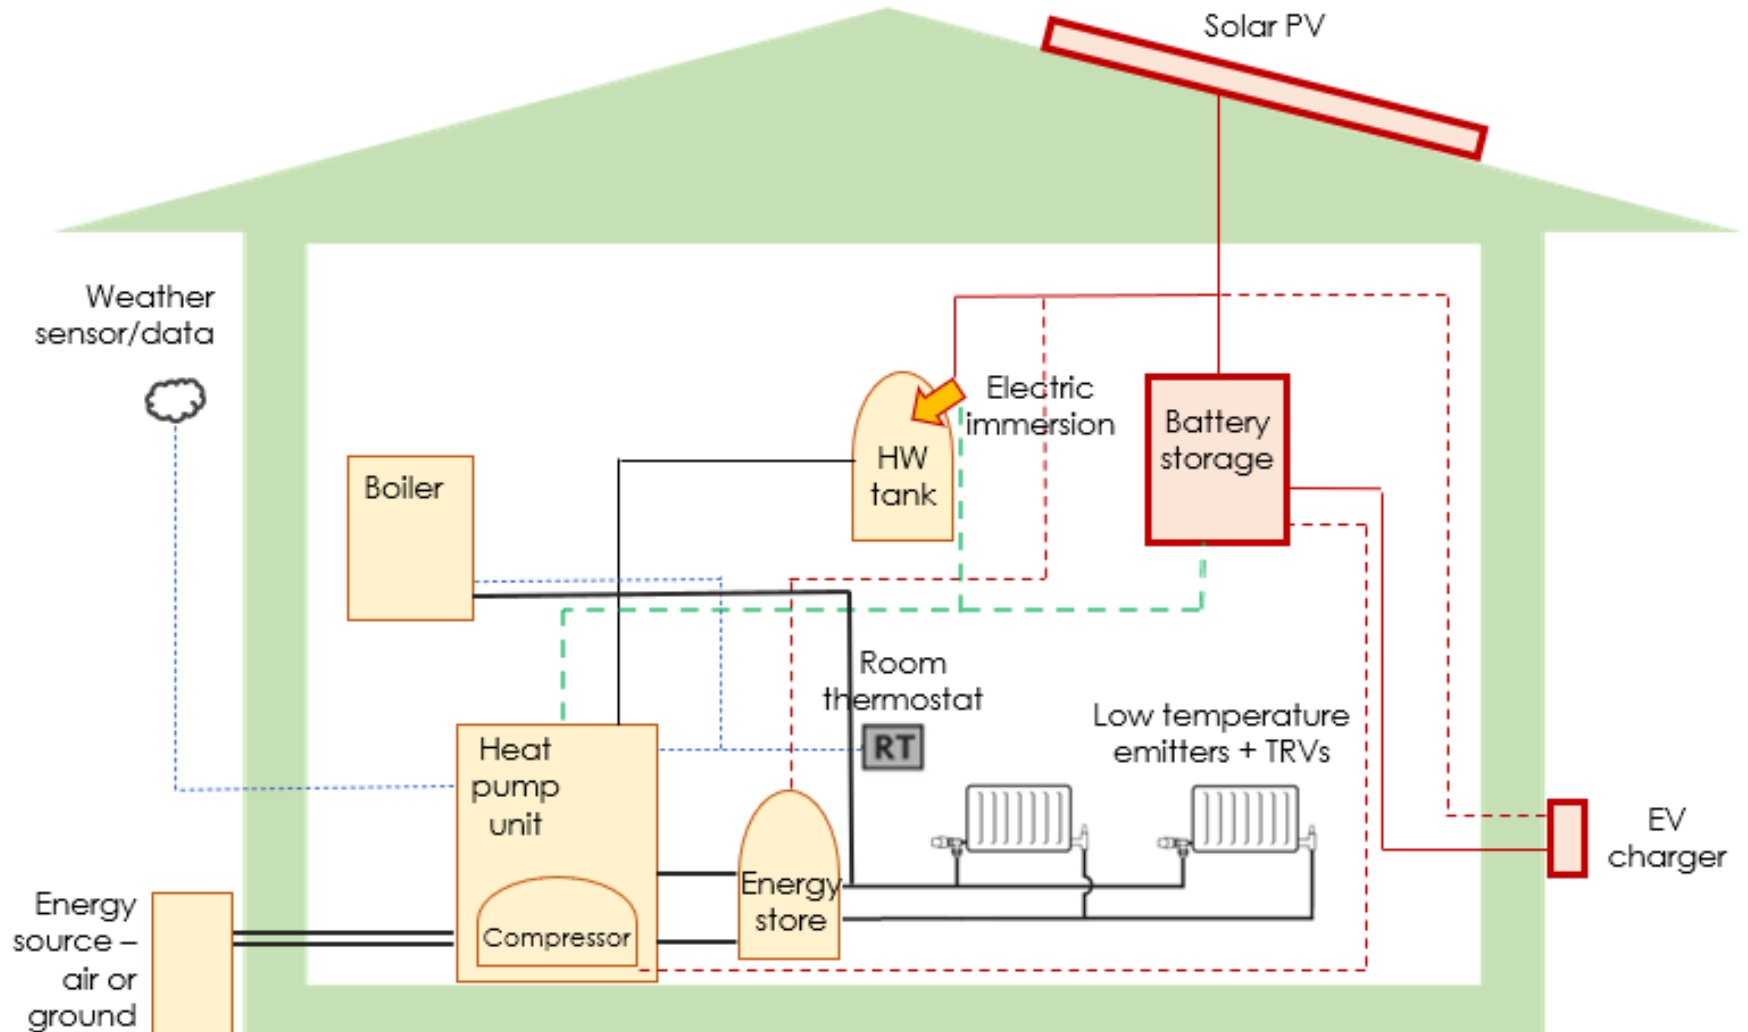 Solar PV
Weather
sensor/data
Electric
immersion
Battery
storage
HW
tank
Boiler
Room
thermostat
RT
Low temperature
emitters + TRVs
Heat
pump
unit
EV
charger
Energy
store
Compressor
Energy
source –
air or
ground